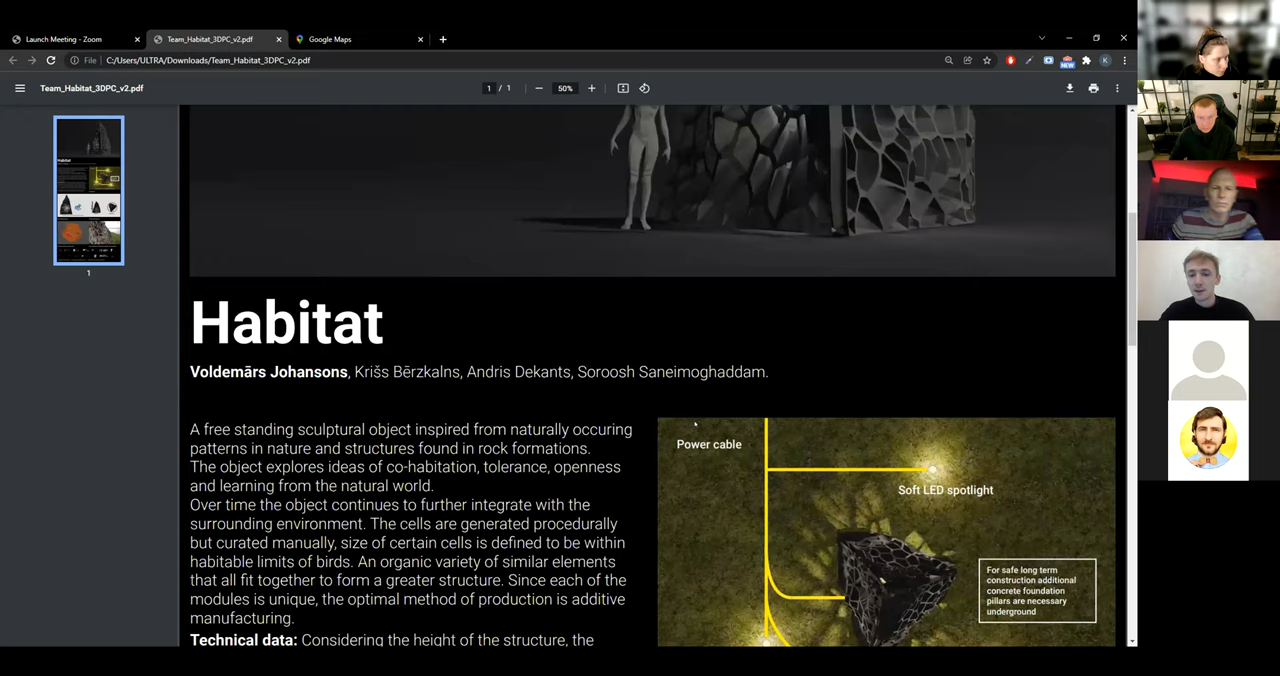 Launch Meeting - Zoom
Team_Habitat_3DPC_v2.pdf
Google Maps
File
C:/Users/ULTRA/Downloads/Team_Habitat_3DPC_v2.pdf
NEW
K
Team_Habitat_3DPC_v2.pdf
1 / 1
50%
1
Habitat
Voldemārs Johansons, Krišs Bērzkalns, Andris Dekants, Soroosh Saneimoghaddam.
A free standing sculptural object inspired from naturally occuring
patterns in nature and structures found in rock formations.
The object explores ideas of co-habitation, tolerance, openness
and learning from the natural world.
Over time the object continues to further integrate with the
surrounding environment. The cells are generated procedurally
but curated manually, size of certain cells is defined to be within
habitable limits of birds. An organic variety of similar elements
that all fit together to form a greater structure. Since each of the
modules is unique, the optimal method of production is additive
manufacturing.
Technical data: Considering the height of the structure, the
Power cable
Soft LED spotlight
For safe long term
construction additional
concrete foundation
pillars are necessary
underground